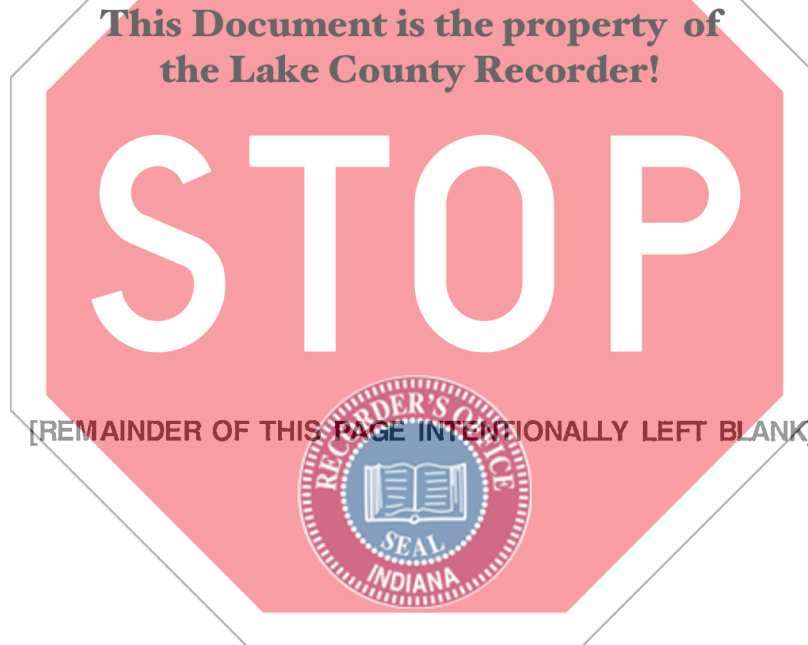 This Document is the property of
the Lake County Recorder!
STOP
[REMAINDER OF THIS PAGE INTENTIONALLY LEFT BLANK]
RECORDER'S OFFICE
SEAL
INDIANA